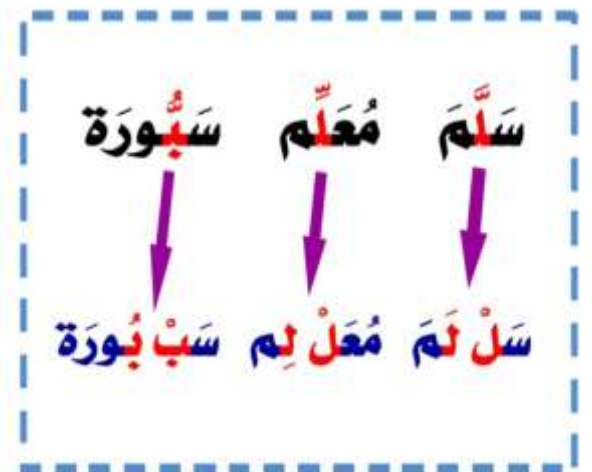 سَلَّمَ مُعَلِّم سَبُّورَة
سَلْ لَمَ مُعَلْ لِم سَبْ بُورَة